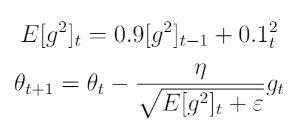 E[g²]ₜ = 0.9[g²]ₜ₋₁ + 0.1²ₜ
θₜ₊₁ = θₜ − η / √(E[g²]ₜ + ε) gₜ